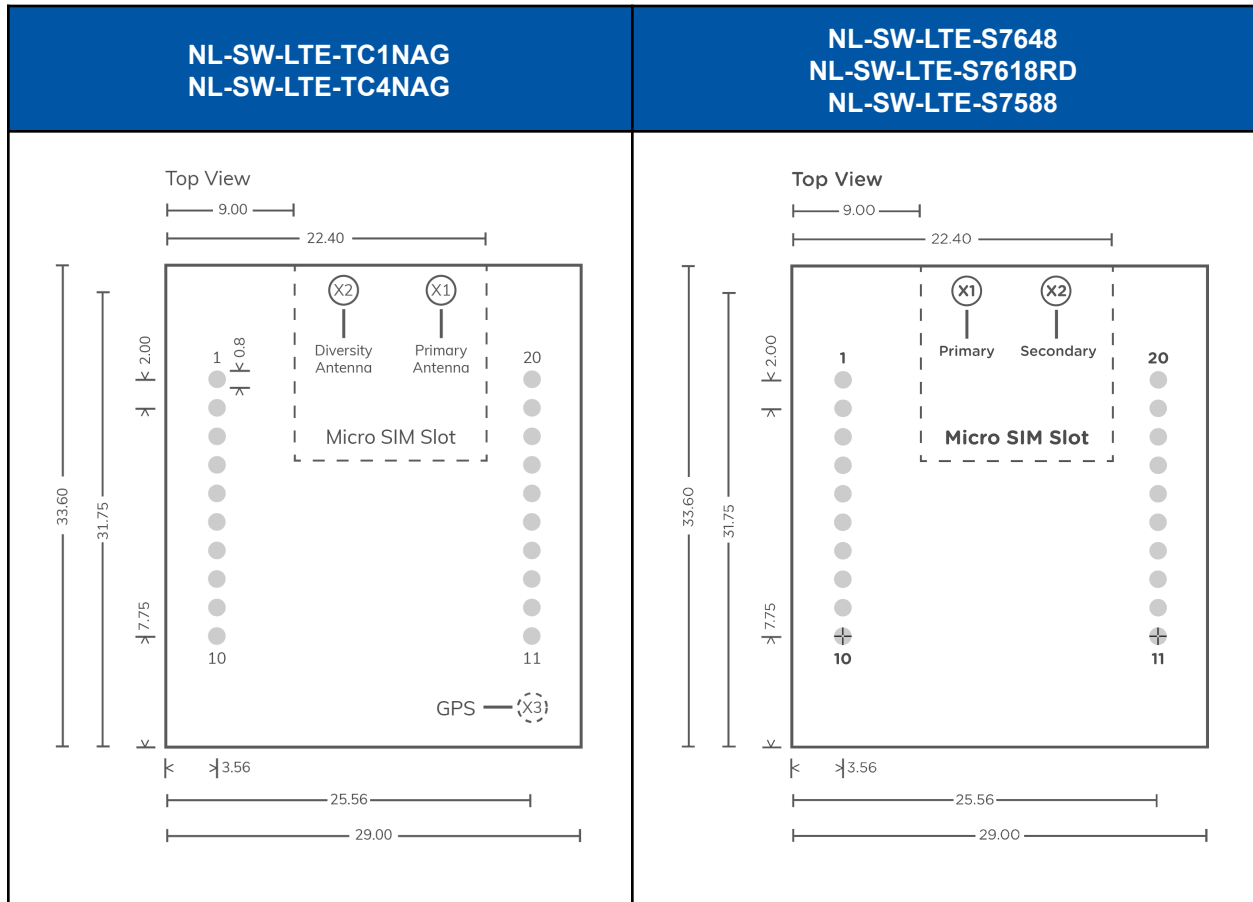 NL-SW-LTE-TC1NAG
NL-SW-LTE-TC4NAG
NL-SW-LTE-S7648
NL-SW-LTE-S7618RD
NL-SW-LTE-S7588
Top View
9.00
22.40
X2
X1
Diversity
Antenna
Primary
Antenna
2.00
1
0.8
20
Micro SIM Slot
33.60
31.75
7.75
10
11
GPS
X3
3.56
25.56
29.00
Top View
9.00
22.40
X1
X2
Primary
Secondary
2.00
1
20
Micro SIM Slot
33.60
31.75
7.75
10
11
3.56
25.56
29.00